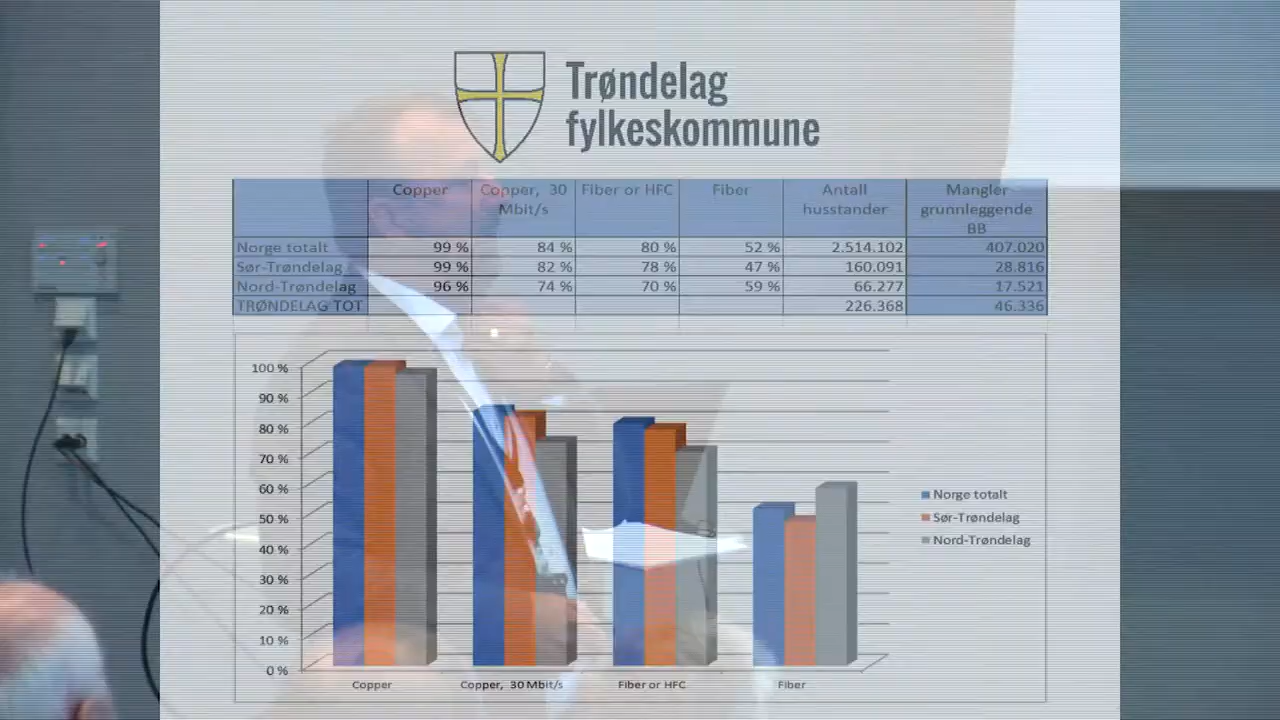 Trøndelag
fylkeskommune
Copper
Copper, 30 Mbit/s
Fiber or HFC
Fiber
Antall husstander
Mangler grunnleggende BB
Norge totalt 99 % 84 % 80 % 52 % 2.514.102 407.020
Sør-Trøndelag 99 % 82 % 78 % 47 % 160.091 28.816
Nord-Trøndelag 96 % 74 % 70 % 59 % 66.277 17.521
TRØNDELAG TOT 226.368 46.336
100 %
90 %
80 %
70 %
60 %
50 %
40 %
30 %
20 %
10 %
0 %
Copper
Copper, 30 Mbit/s
Fiber or HFC
Fiber
Norge totalt
Sør-Trøndelag
Nord-Trøndelag